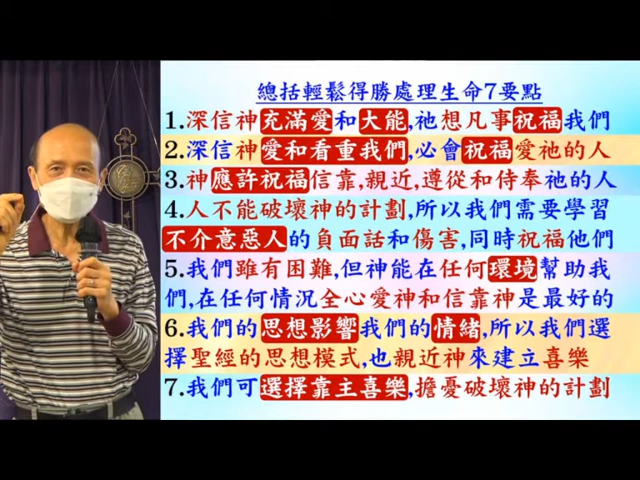 總括輕鬆得勝處理生命7要點
1.深信神充滿愛和大能,祂想凡事祝福我們
2.深信神愛和看重我們,必會祝福愛祂的人
3.神應許祝福信靠,親近,遵從和侍奉祂的人
4.人不能破壞神的計劃,所以我們需要學習
不介意惡人的負面話和傷害,同時祝福他們
5.我們雖有困難,但神能在任何環境幫助我
們,在任何情況全心愛神和信靠神是最好的
6.我們的思想影響我們的情緒,所以我們選
擇聖經的思想模式,也親近神來建立喜樂
7.我們可選擇靠主喜樂,擔憂破壞神的計劃